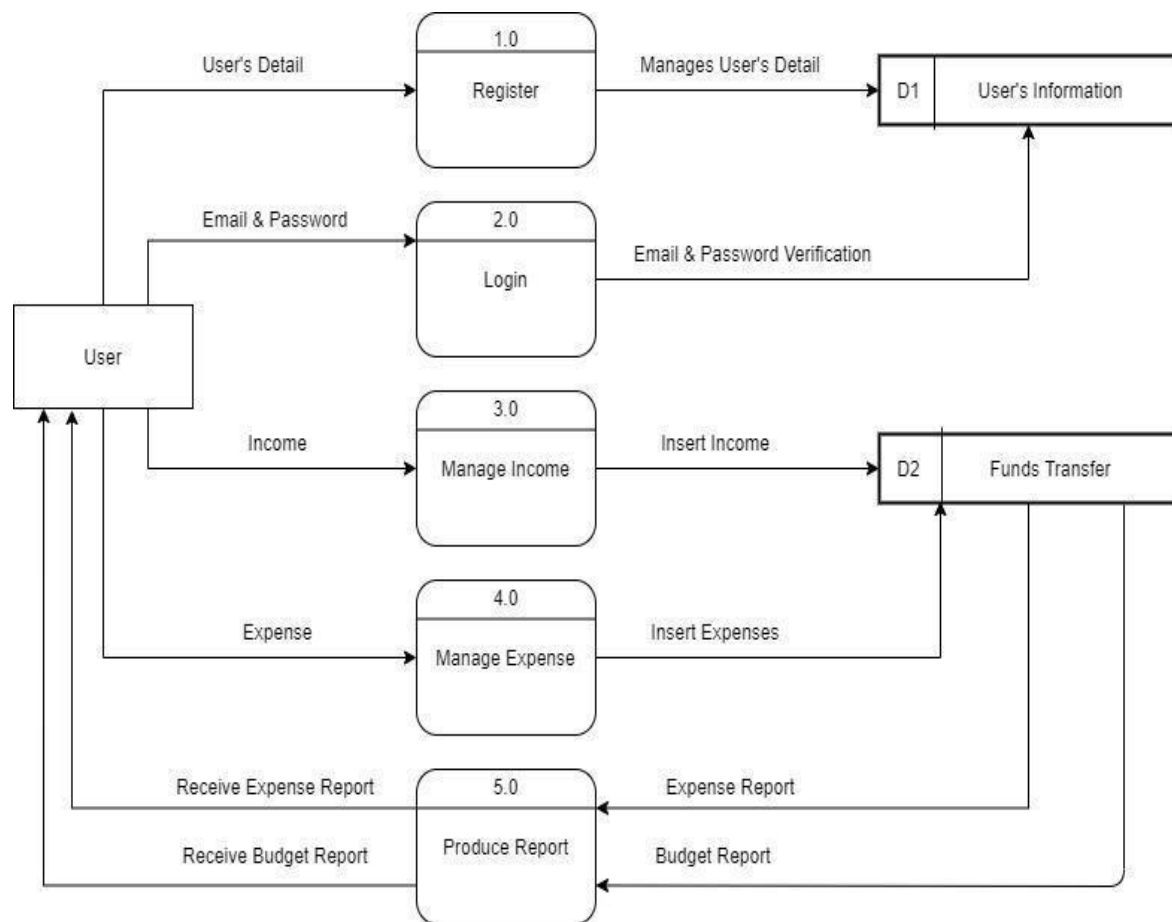 1.0
User's Detail
Manages User's Detail
Register
D1
User's Information
2.0
Email & Password
Email & Password Verification
Login
User
3.0
Income
Insert Income
Manage Income
D2
Funds Transfer
4.0
Expense
Insert Expenses
Manage Expense
5.0
Receive Expense Report
Expense Report
Produce Report
Receive Budget Report
Budget Report